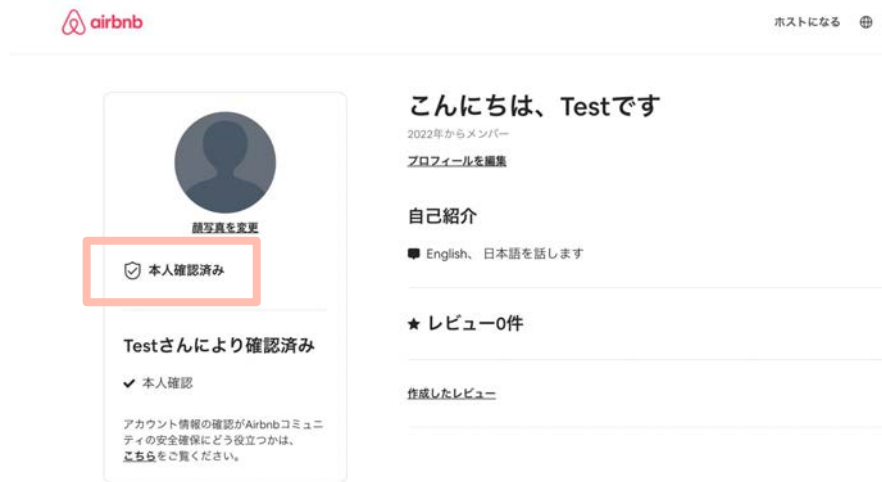 airbnb
ホストになる
こんにちは、Testです
2022年からメンバー
プロフィールを編集
顔写真を変更
本人確認済み
自己紹介
English、 日本語を話します
レビュー0件
Testさんにより確認済み
本人確認
作成したレビュー
アカウント情報の確認がAirbnbコミュニ
ティの安全確保にどう役立つかは、
こちらをご覧ください。